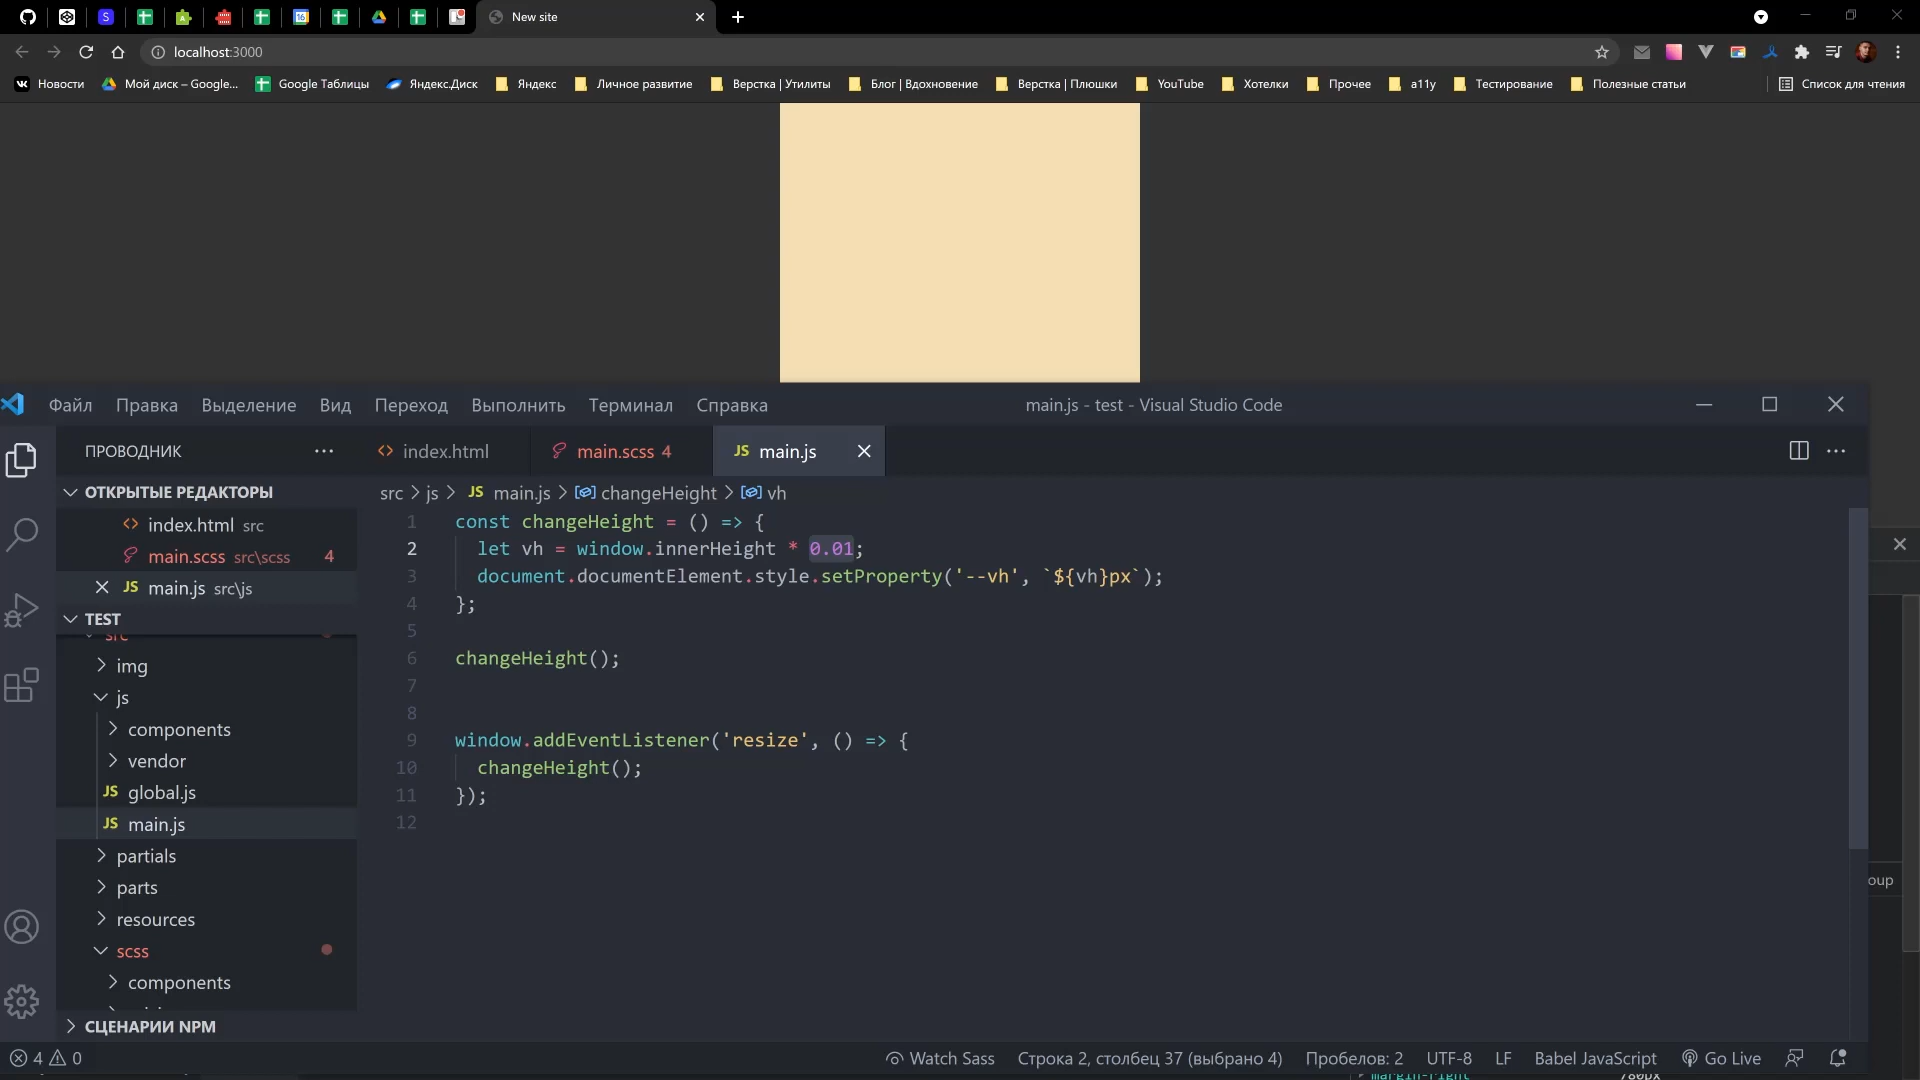 New site
localhost:3000
Новости Мой диск – Google... Google Таблицы Яндекс.Диск Яндекс Личное развитие Верстка | Утилиты Блог | Вдохновение Верстка | Плюшки YouTube Хотелки Прочее a11y Тестирование Полезные статьи Список для чтения
Файл Правка Выделение Вид Переход Выполнить Терминал Справка main.js - test - Visual Studio Code
ПРОВОДНИК
index.html main.scss 4 JS main.js
ОТКРЫТЫЕ РЕДАКТОРЫ
index.html src
main.scss src\scss 4
JS main.js src\js
TEST
src
img
js
components
vendor
JS global.js
JS main.js
partials
parts
resources
scss
components
СЦЕНАРИИ NPM
src > js > JS main.js > changeHeight > vh
1 const changeHeight = () => {
2 let vh = window.innerHeight * 0.01;
3 document.documentElement.style.setProperty('--vh', `${vh}px`);
4 };
5
6 changeHeight();
7
8
9 window.addEventListener('resize', () => {
10 changeHeight();
11 });
12
oup
4 0 Watch Sass Строка 2, столбец 37 (выбрано 4) Пробелов: 2 UTF-8 LF Babel JavaScript Go Live
margin-right 780px